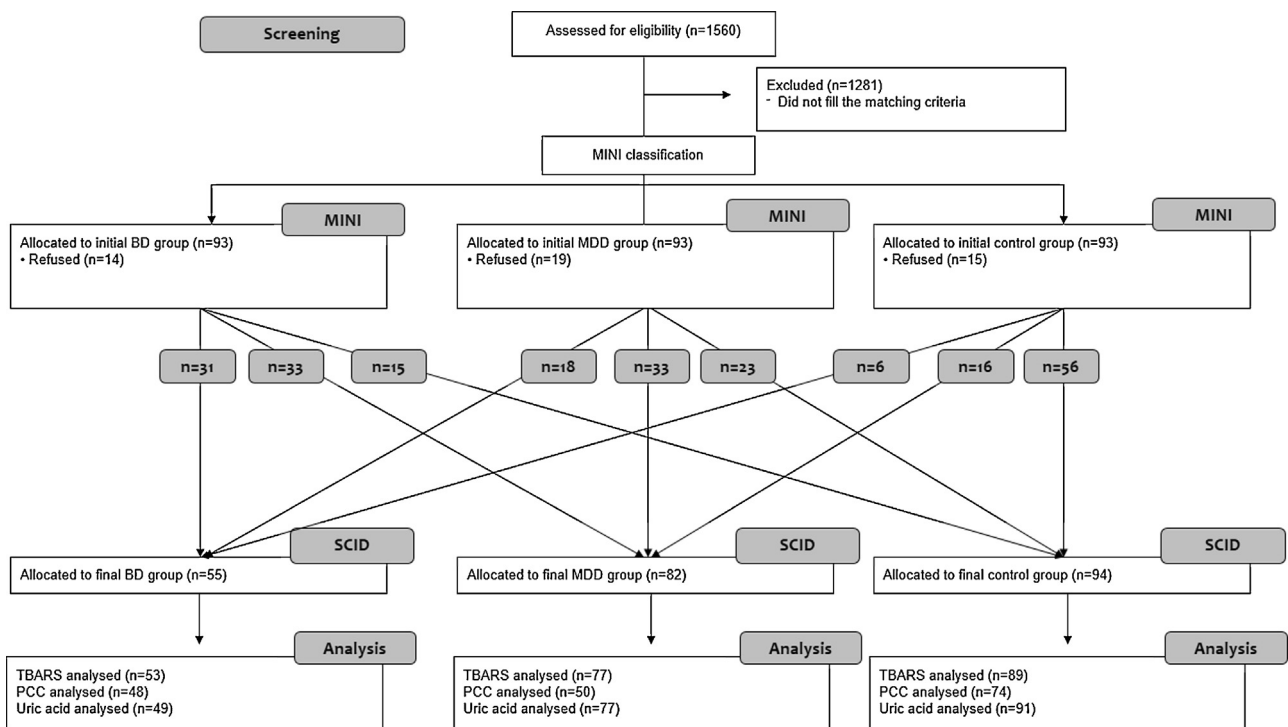 Screening
Assessed for eligibility (n=1560)
Excluded (n=1281)
- Did not fill the matching criteria
MINI classification
MINI
Allocated to initial BD group (n=93)
• Refused (n=14)
MINI
Allocated to initial MDD group (n=93)
• Refused (n=19)
MINI
Allocated to initial control group (n=93)
• Refused (n=15)
n=31
n=33
n=15
n=18
n=33
n=23
n=6
n=16
n=56
SCID
Allocated to final BD group (n=55)
SCID
Allocated to final MDD group (n=82)
SCID
Allocated to final control group (n=94)
Analysis
TBARS analysed (n=53)
PCC analysed (n=48)
Uric acid analysed (n=49)
Analysis
TBARS analysed (n=77)
PCC analysed (n=50)
Uric acid analysed (n=77)
Analysis
TBARS analysed (n=89)
PCC analysed (n=74)
Uric acid analysed (n=91)